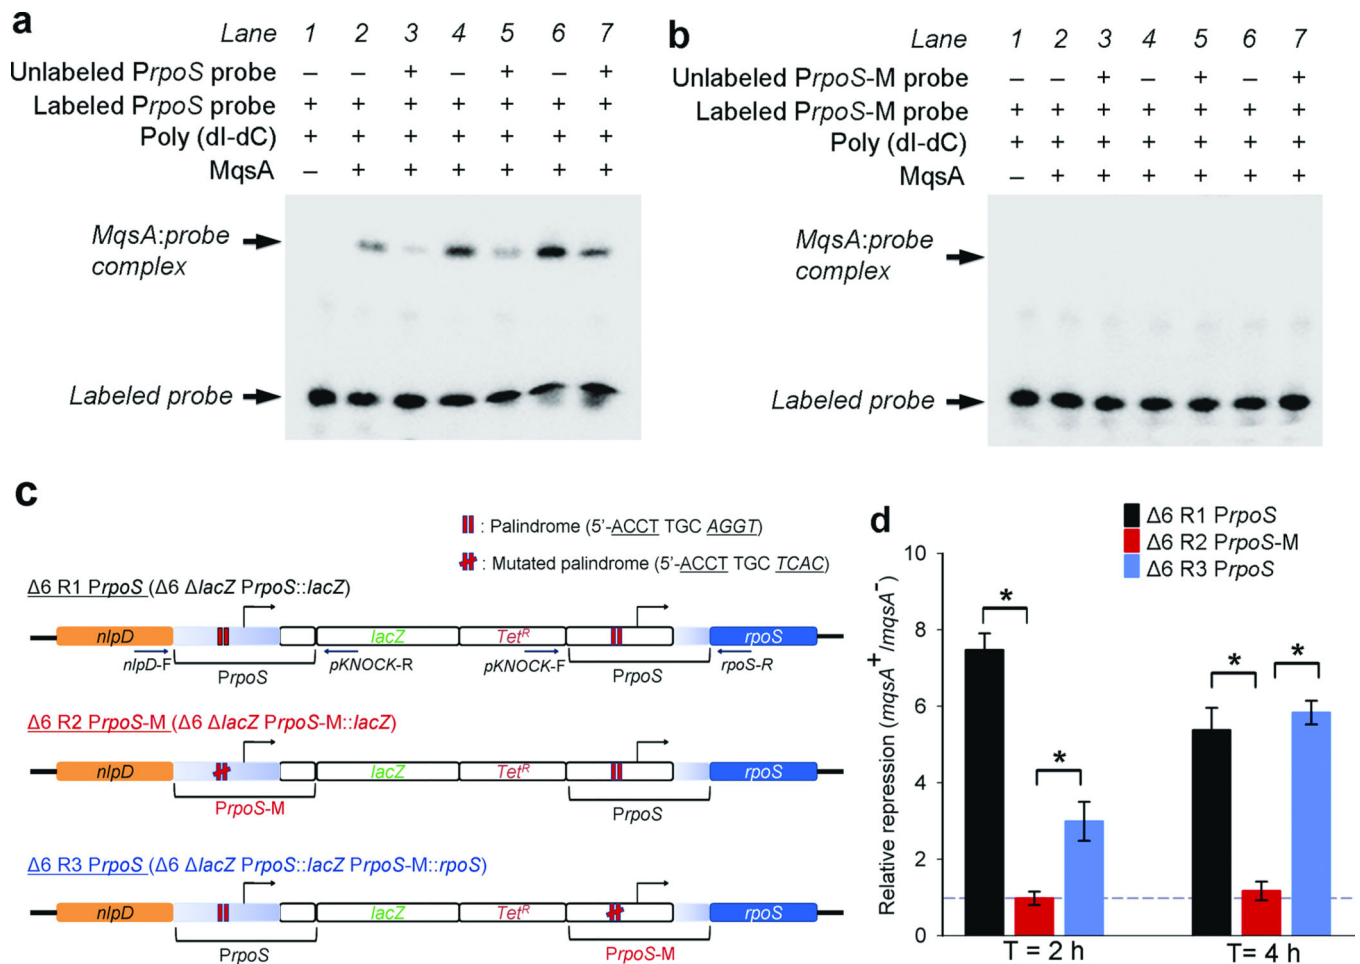 a
Lane 1 2 3 4 5 6 7
Unlabeled PrpoS probe – – + – + – +
Labeled PrpoS probe + + + + + + +
Poly (dI-dC) + + + + + + +
MqsA – + + + + + +
MqsA:probe
complex
Labeled probe
b
Lane 1 2 3 4 5 6 7
Unlabeled PrpoS-M probe – – + – + – +
Labeled PrpoS-M probe + + + + + + +
Poly (dI-dC) + + + + + + +
MqsA – + + + + + +
MqsA:probe
complex
Labeled probe
c
: Palindrome (5'-ACCT TGC AGGT)
: Mutated palindrome (5'-ACCT TGC TCAC)
Δ6 R1 PrpoS (Δ6 ΔlacZ PrpoS::lacZ)
nlpD lacZ TetR rpoS
nlpD-F PrpoS pKNOCK-R pKNOCK-F PrpoS rpoS-R
Δ6 R2 PrpoS-M (Δ6 ΔlacZ PrpoS-M::lacZ)
nlpD lacZ TetR rpoS
PrpoS-M PrpoS
Δ6 R3 PrpoS (Δ6 ΔlacZ PrpoS::lacZ PrpoS-M::rpoS)
nlpD lacZ TetR rpoS
PrpoS PrpoS-M
d
Δ6 R1 PrpoS
Δ6 R2 PrpoS-M
Δ6 R3 PrpoS
Relative repression (mqsA+/mqsA-)
10
8
6
4
2
0
* * * *
T = 2 h T= 4 h